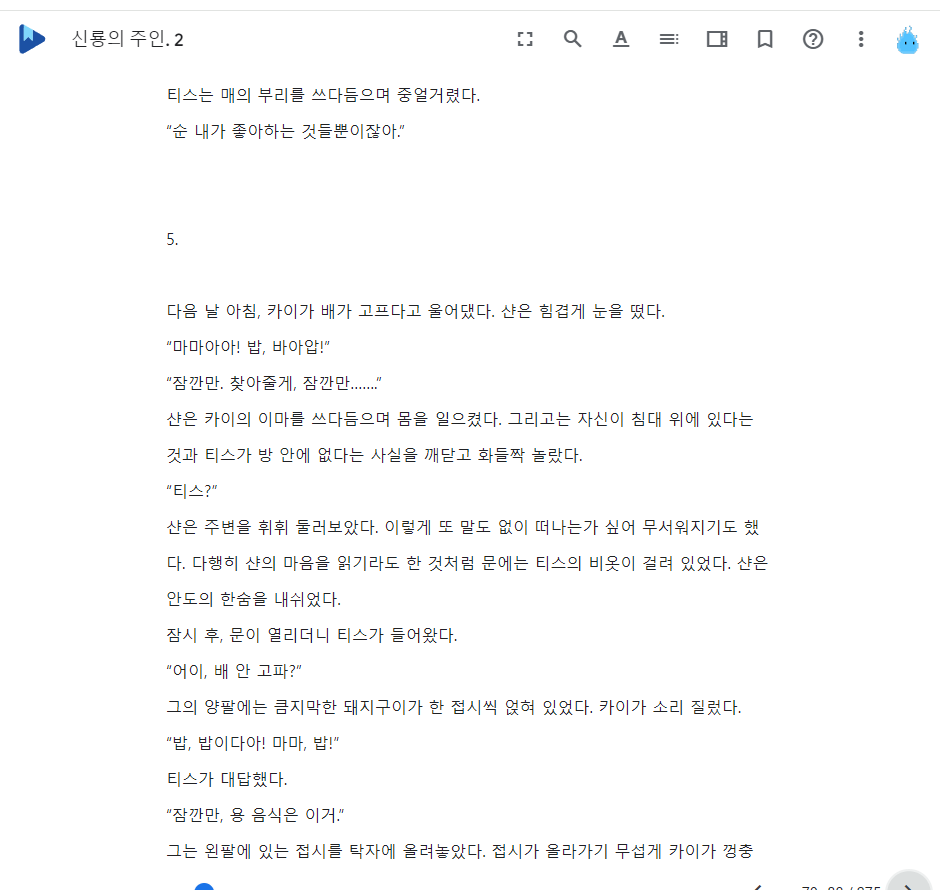 신룡의 주인. 2
티스는 매의 부리를 쓰다듬으며 중얼거렸다.
“순 내가 좋아하는 것들뿐이잖아.”
5.
다음 날 아침, 카이가 배가 고프다고 울어댔다. 샨은 힘겹게 눈을 떴다.
“마마아아! 밥, 바아압!”
“잠깐만. 찾아줄게, 잠깐만…….”
샨은 카이의 이마를 쓰다듬으며 몸을 일으켰다. 그리고는 자신이 침대 위에 있다는
것과 티스가 방 안에 없다는 사실을 깨닫고 화들짝 놀랐다.
“티스?”
샨은 주변을 휘휘 둘러보았다. 이렇게 또 말도 없이 떠나는가 싶어 무서워지기도 했
다. 다행히 샨의 마음을 읽기라도 한 것처럼 문에는 티스의 비옷이 걸려 있었다. 샨은
안도의 한숨을 내쉬었다.
잠시 후, 문이 열리더니 티스가 들어왔다.
“어이, 배 안 고파?”
그의 양팔에는 큼지막한 돼지구이가 한 접시씩 얹혀 있었다. 카이가 소리 질렀다.
“밥, 밥이다아! 마마, 밥!”
티스가 대답했다.
“잠깐만, 용 음식은 이거.”
그는 왼팔에 있는 접시를 탁자에 올려놓았다. 접시가 올라가기 무섭게 카이가 껑충